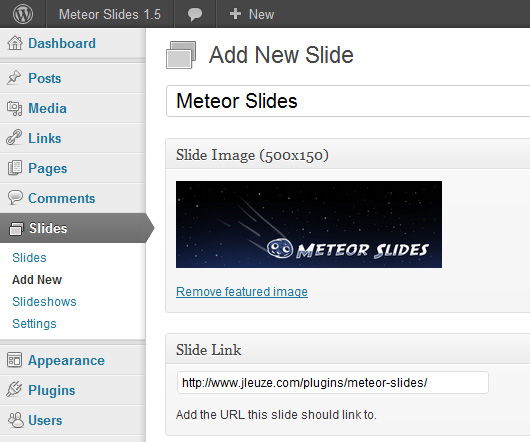 Meteor Slides 1.5 New
Dashboard
Posts
Media
Links
Pages
Comments
Slides
Slides
Add New
Slideshows
Settings
Appearance
Plugins
Users
Add New Slide
Meteor Slides
Slide Image (500x150)
METEOR SLIDES
Remove featured image
Slide Link
http://www.jleuze.com/plugins/meteor-slides/
Add the URL this slide should link to.